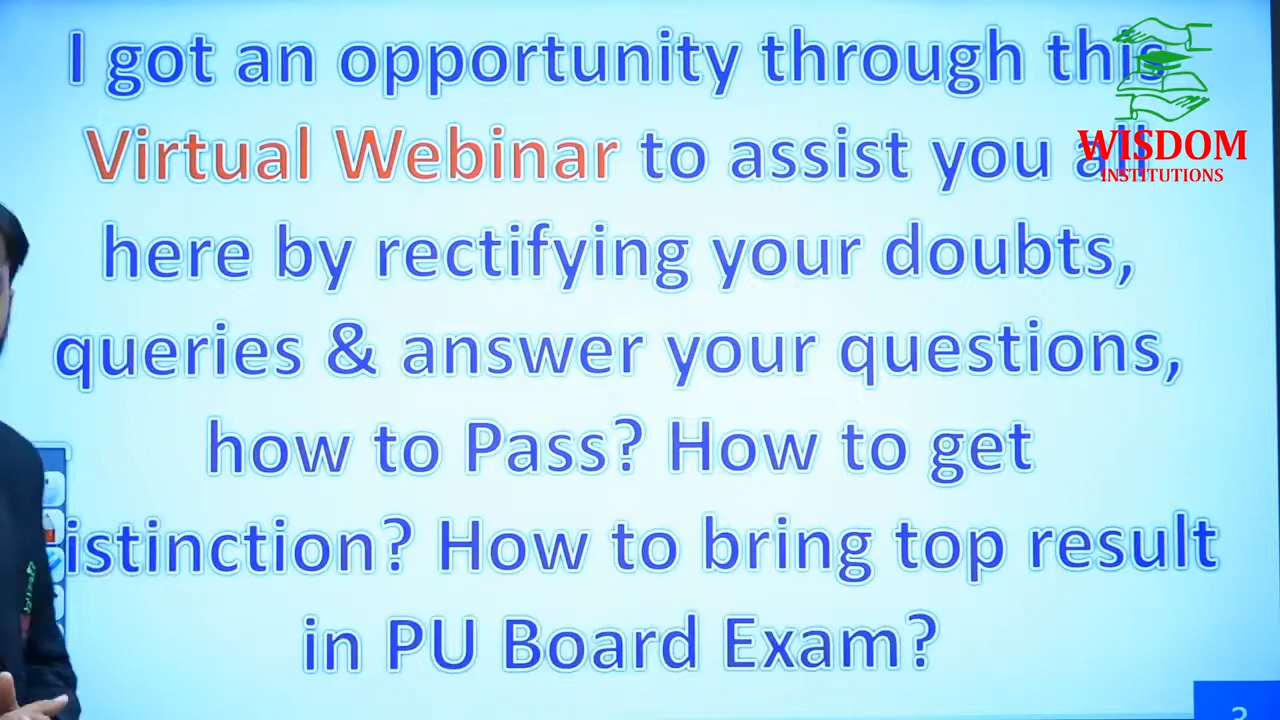 I got an opportunity through this
Virtual Webinar to assist you all
here by rectifying your doubts,
queries & answer your questions,
how to Pass? How to get
istinction? How to bring top result
in PU Board Exam?
WISDOM
INSTITUTIONS
3